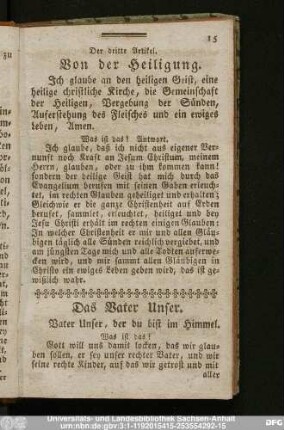 15
Der dritte Artikel.
Von der Heiligung.
Ich glaube an den heiligen Geist, eine
heilige christliche Kirche, die Gemeinschaft
der Heiligen, Vergebung der Sünden,
Auferstehung des Fleisches und ein ewiges
Leben, Amen.
Was ist das? Antwort.
Ich glaube, daß ich nicht aus eigener Ver-
nunft noch Kraft an Jesum Christum, meinem
Herrn, glauben, oder zu ihm kommen kann!
sondern der heilige Geist hat mich durch das
Evangelium berufen mit seinen Gaben erleuch-
tet, im rechten Glauben geheiliget und erhalten;
Gleichwie er die ganze Christenheit auf Erden
berufet, sammlet, erleuchtet, heiliget und bey
Jesu Christi erhält im rechten einigen Glauben:
In welcher Christenheit er mir und allen Gläu-
bigen täglich alle Sünden reichlich vergiebet, und
am jüngsten Tage mich und alle Todten auferwe-
cken wird, und mir sammt allen Gläubigen in
Christo ein ewiges Leben geben wird, das ist ge-
wißlich wahr.
Das Vater Unser.
Vater Unser, der du bist im Himmel.
Was ist das?
Gott will uns damit locken, das wir glau-
ben sollen, er sey unser rechter Vater, und wir
seine rechte Kinder, auf das wir getrost und mit
aller
Universitäts- und Landesbibliothek Sachsen-Anhalt
urn:nbn:de:gbv:3:1-1192015415-253554292-15
DFG